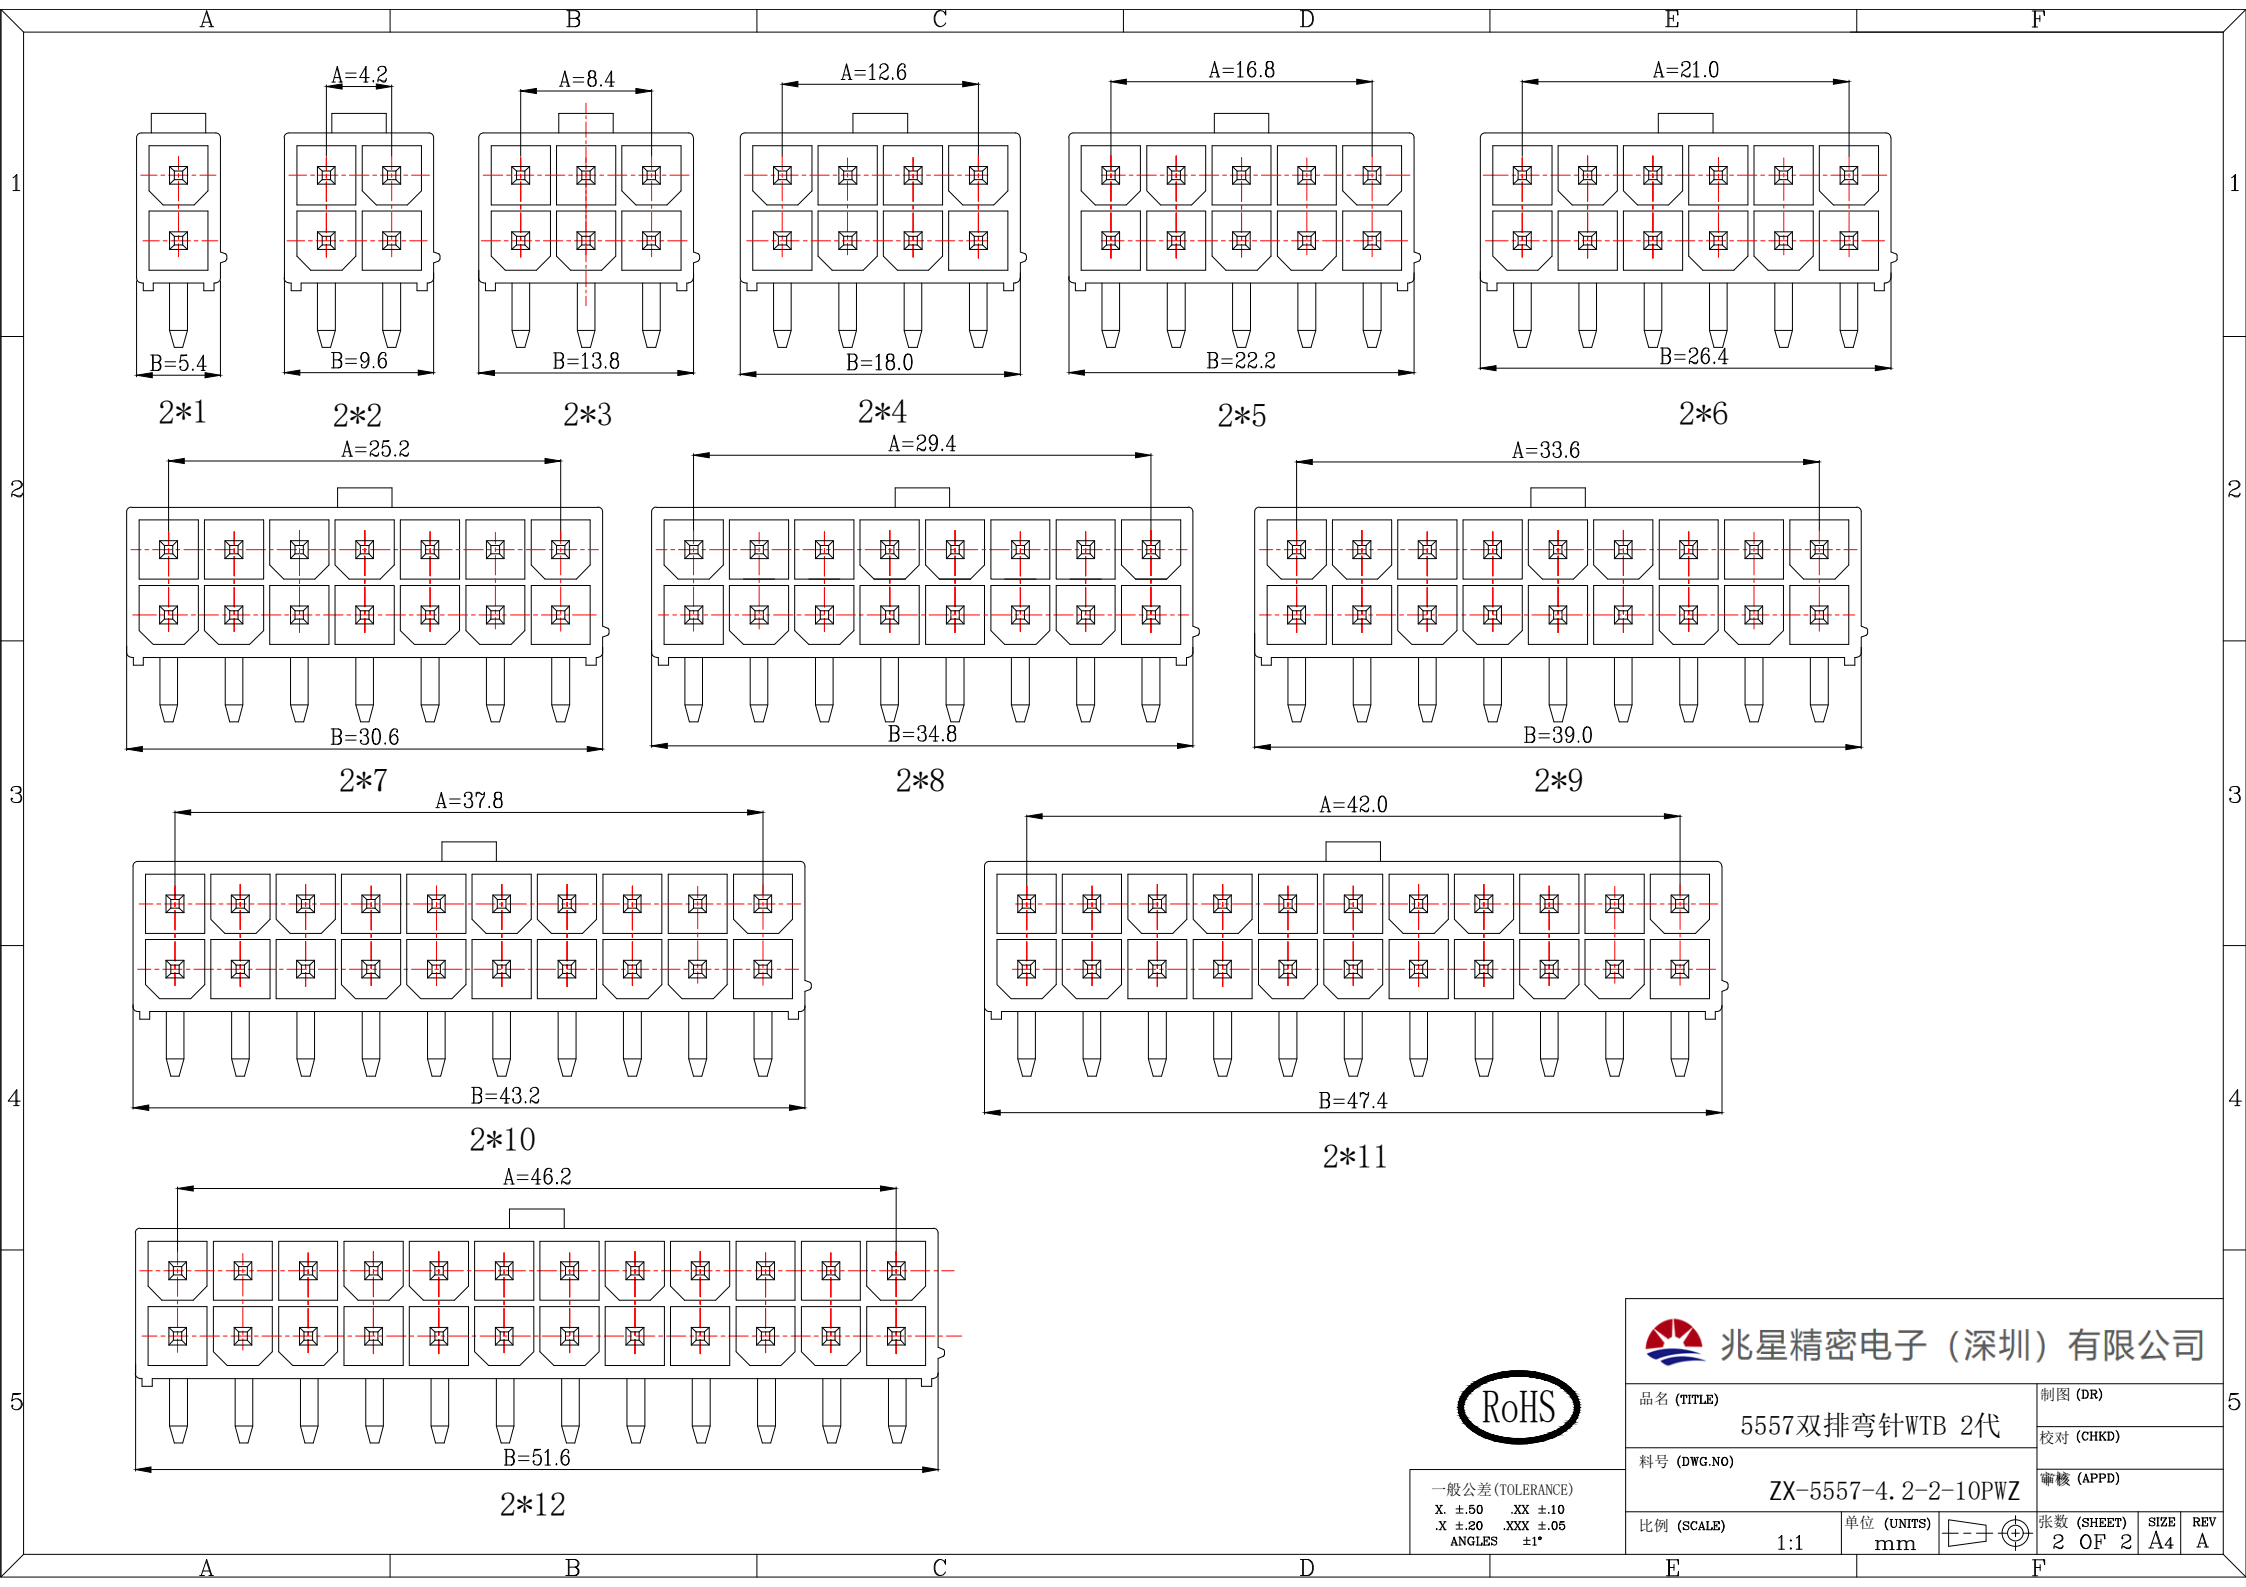 A B C D E F
A=4.2 A=8.4 A=12.6 A=16.8 A=21.0
1 1
B=5.4 B=9.6 B=13.8 B=18.0 B=22.2 B=26.4
2*1 2*2 2*3 2*4 2*5 2*6
A=25.2 A=29.4 A=33.6
2 2
B=30.6 B=34.8 B=39.0
2*7 2*8 2*9
3 3
A=37.8 A=42.0
4 4
B=43.2 B=47.4
2*10 2*11
A=46.2
5 5
B=51.6
2*12
RoHS
一般公差(TOLERANCE)
X. ±.50 .XX ±.10
.X ±.20 .XXX ±.05
ANGLES ±1°
兆星精密电子（深圳）有限公司
品名 (TITLE)
5557双排弯针WTB 2代
制图 (DR)
校对 (CHKD)
料号 (DWG.NO)
ZX-5557-4.2-2-10PWZ
审核 (APPD)
比例 (SCALE) 1:1
单位 (UNITS) mm
张数 (SHEET) 2 OF 2
SIZE A4
REV A
A B C D E F